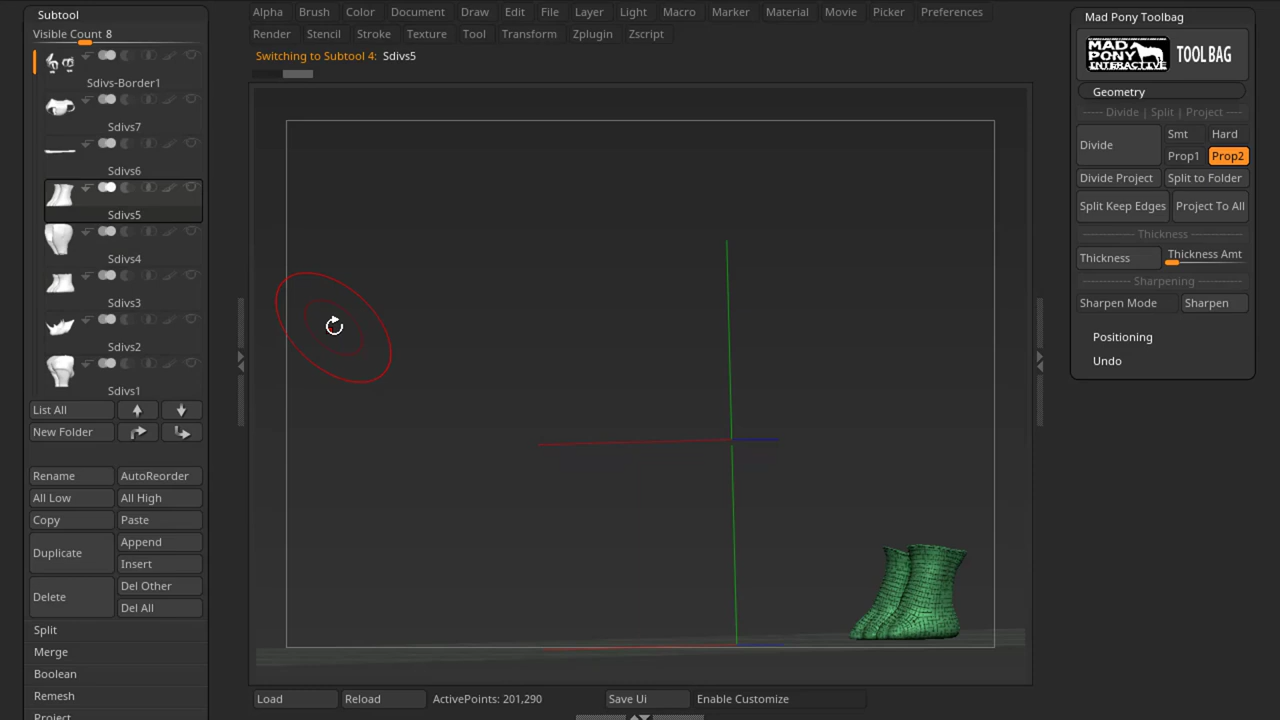 Subtool
Visible Count 8
Sdivs-Border1
Sdivs7
Sdivs6
Sdivs5
Sdivs4
Sdivs3
Sdivs2
Sdivs1
List All
New Folder
Rename
AutoReorder
All Low
All High
Copy
Paste
Duplicate
Append
Insert
Delete
Del Other
Del All
Split
Merge
Boolean
Remesh
Project
Alpha Brush Color Document Draw Edit File Layer Light Macro Marker Material Movie Picker Preferences
Render Stencil Stroke Texture Tool Transform Zplugin Zscript
Switching to Subtool 4: Sdivs5
Load
Reload
ActivePoints: 201,290
Save Ui
Enable Customize
Mad Pony Toolbag
MAD
PONY
INTERACTIVE
TOOL BAG
Geometry
------ Divide | Split | Project ------
Divide
Smt
Hard
Prop1
Prop2
Divide Project
Split to Folder
Split Keep Edges
Project To All
------------- Thickness -------------
Thickness
Thickness Amt
------------ Sharpening ------------
Sharpen Mode
Sharpen
Positioning
Undo